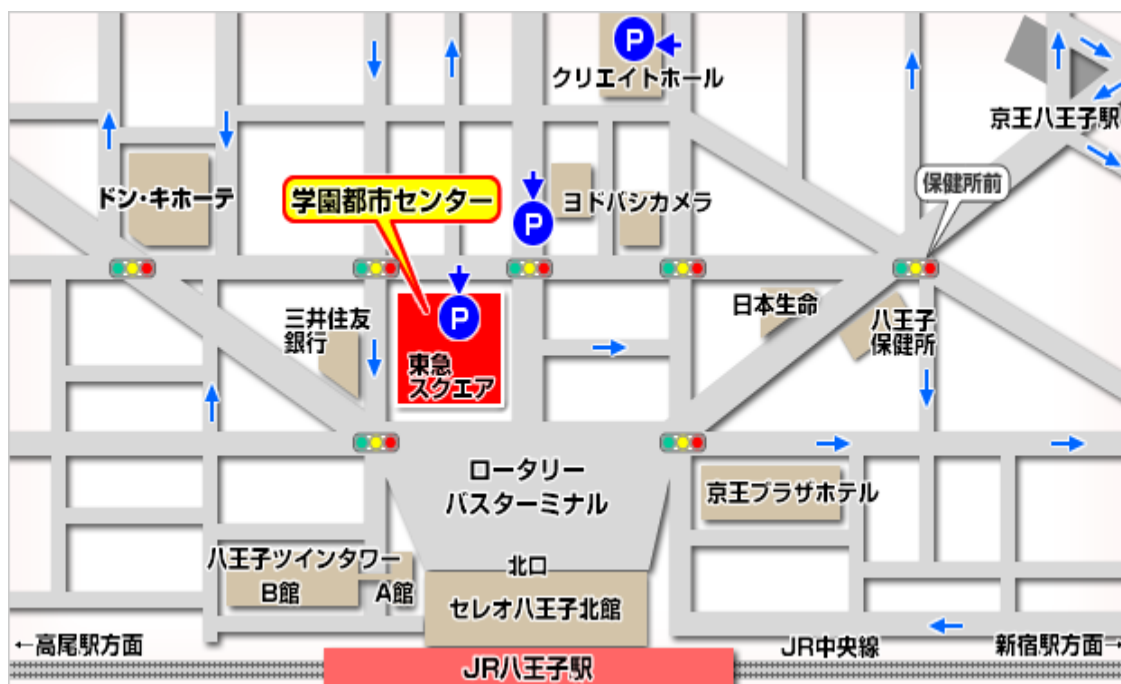 P
クリエイトホール
京王八王子駅
ドン・キホーテ
学園都市センター
P
ヨドバシカメラ
保健所前
三井住友
銀行
P
東急
スクエア
日本生命
八王子
保健所
ロータリー
バスターミナル
京王プラザホテル
八王子ツインタワー
B館
A館
北口
セレオ八王子北館
←高尾駅方面
JR中央線
新宿駅方面→
JR八王子駅